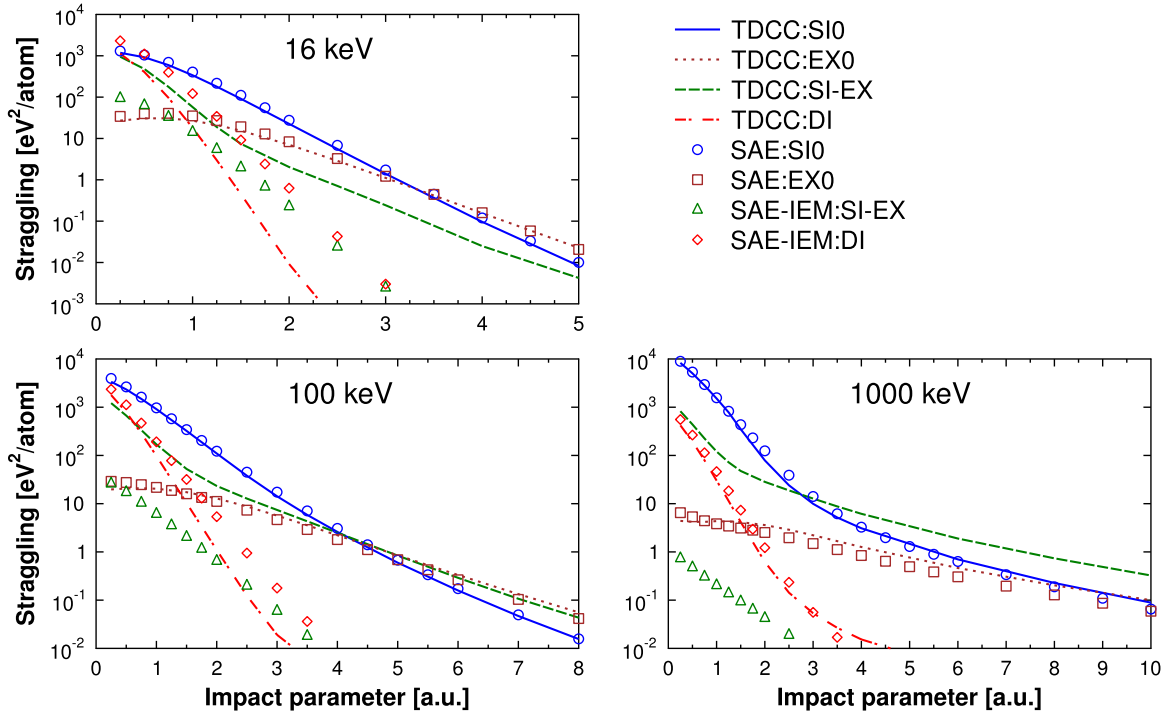 16 keV
Straggling [eV²/atom]
10⁴
10³
10²
10
1
10⁻¹
10⁻²
10⁻³
0 1 2 3 4 5
TDCC:SI0
TDCC:EX0
TDCC:SI-EX
TDCC:DI
SAE:SI0
SAE:EX0
SAE-IEM:SI-EX
SAE-IEM:DI
100 keV
Straggling [eV²/atom]
10⁴
10³
10²
10
1
10⁻¹
10⁻²
0 1 2 3 4 5 6 7 8
Impact parameter [a.u.]
1000 keV
10⁴
10³
10²
10
1
10⁻¹
10⁻²
0 1 2 3 4 5 6 7 8 9 10
Impact parameter [a.u.]